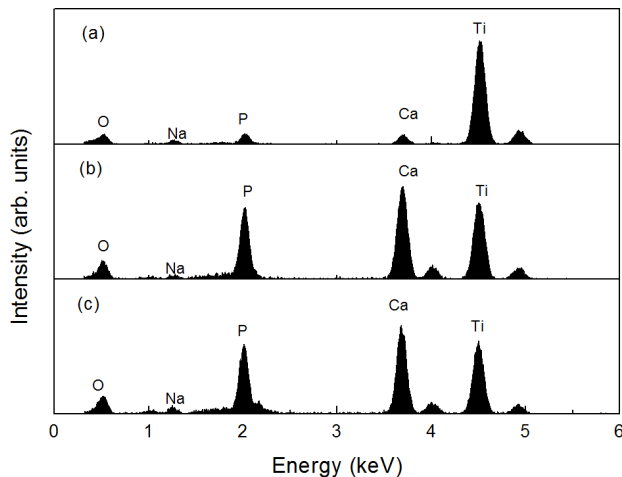 (a)
Ti
O
Na
P
Ca
(b)
O
Na
P
Ca
Ti
(c)
O
Na
P
Ca
Ti
0 1 2 3 4 5 6
Energy (keV)
Intensity (arb. units)